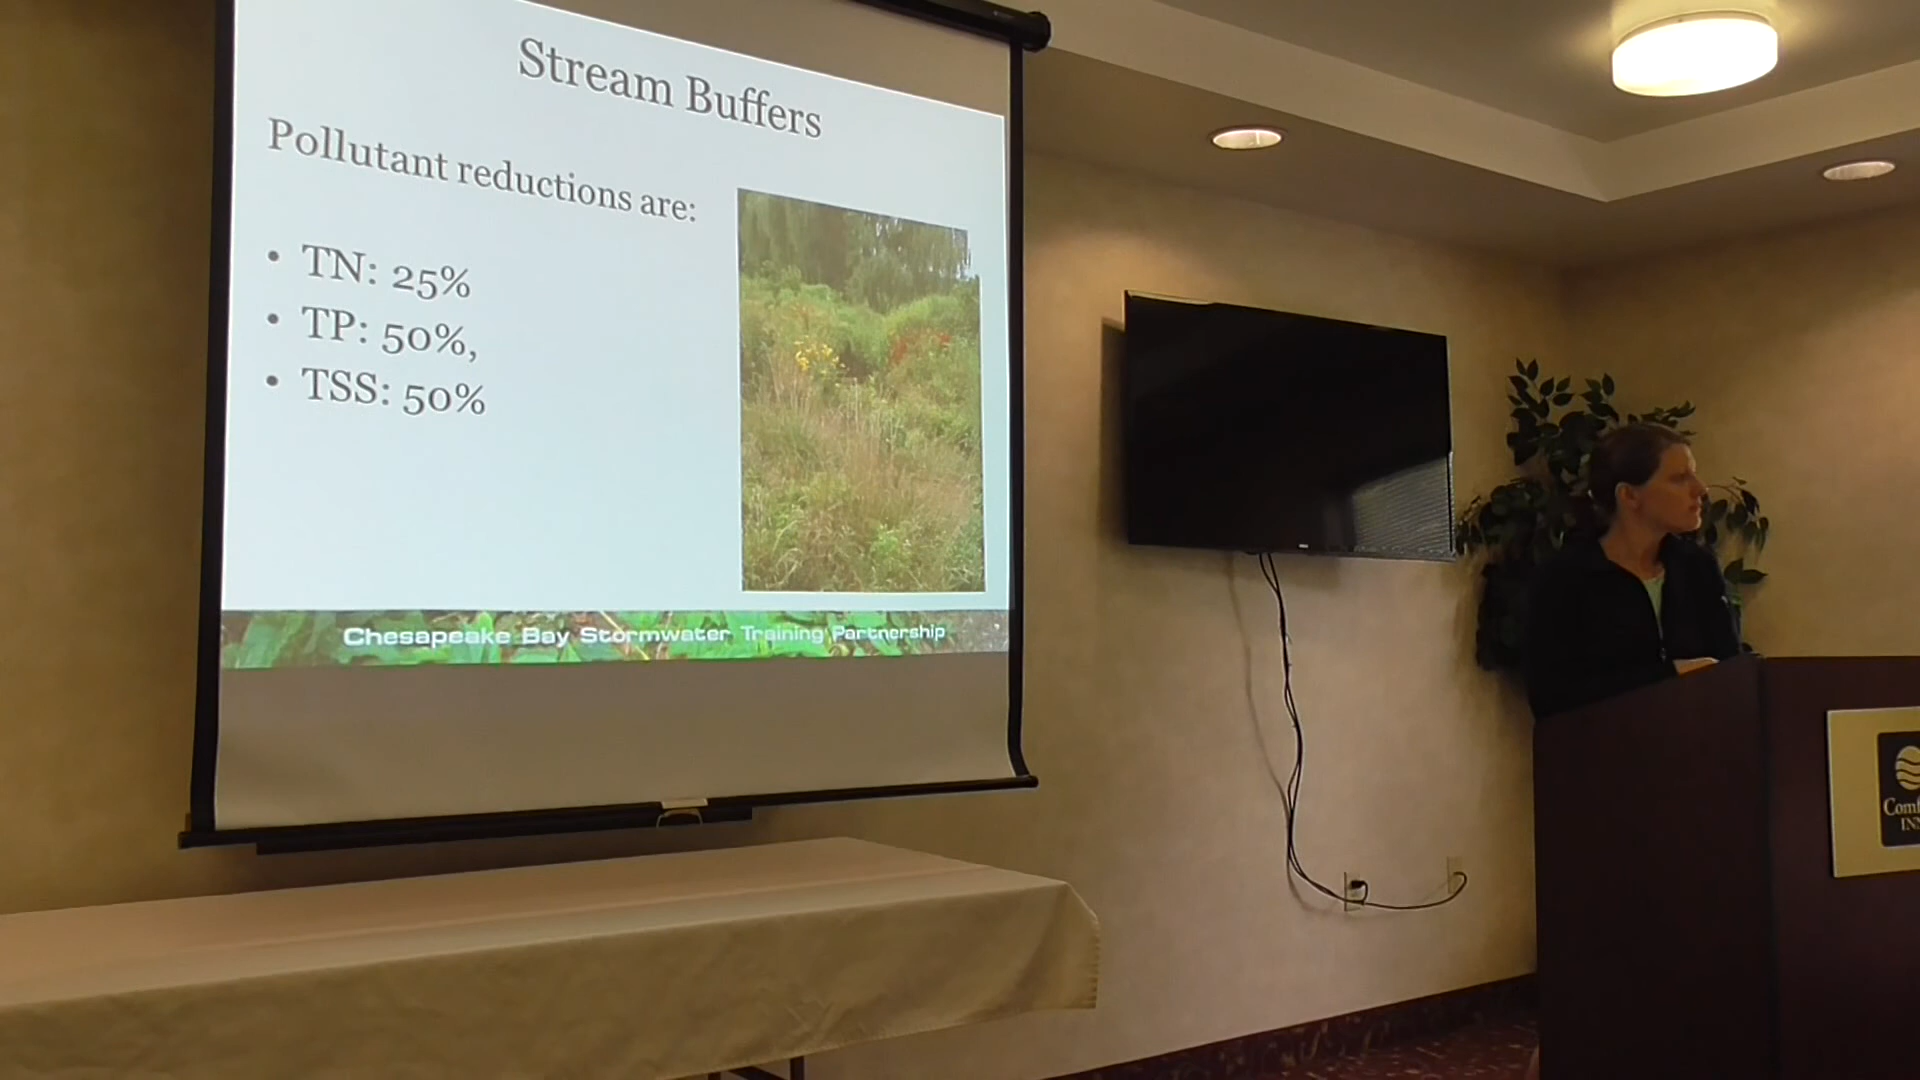 Stream Buffers
Pollutant reductions are:
• TN: 25%
• TP: 50%,
• TSS: 50%
Chesapeake Bay Stormwater Training Partnership